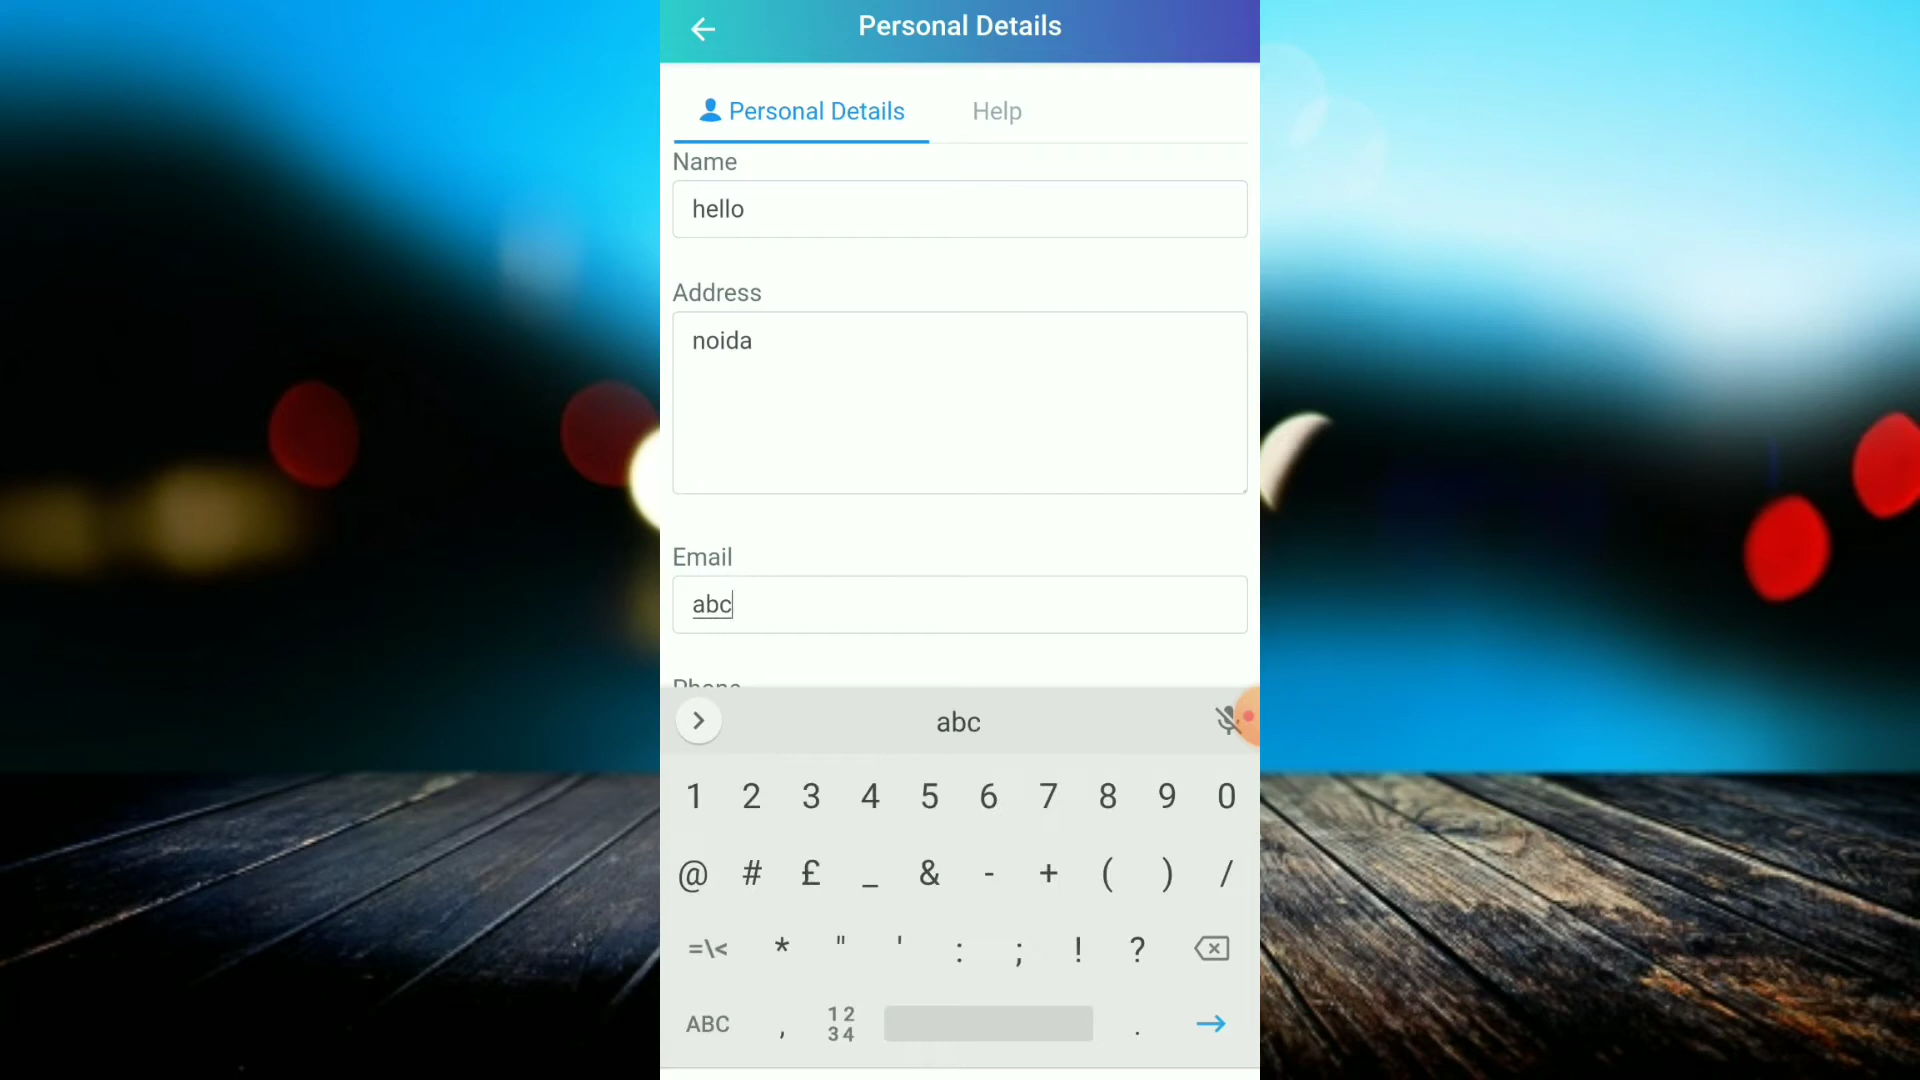 Personal Details
Personal Details Help
Name
hello
Address
noida
Email
abc
Phone
abc
1 2 3 4 5 6 7 8 9 0
@ # £ _ & - + ( ) /
=\< * " ' : ; ! ?
ABC , 12 34 .